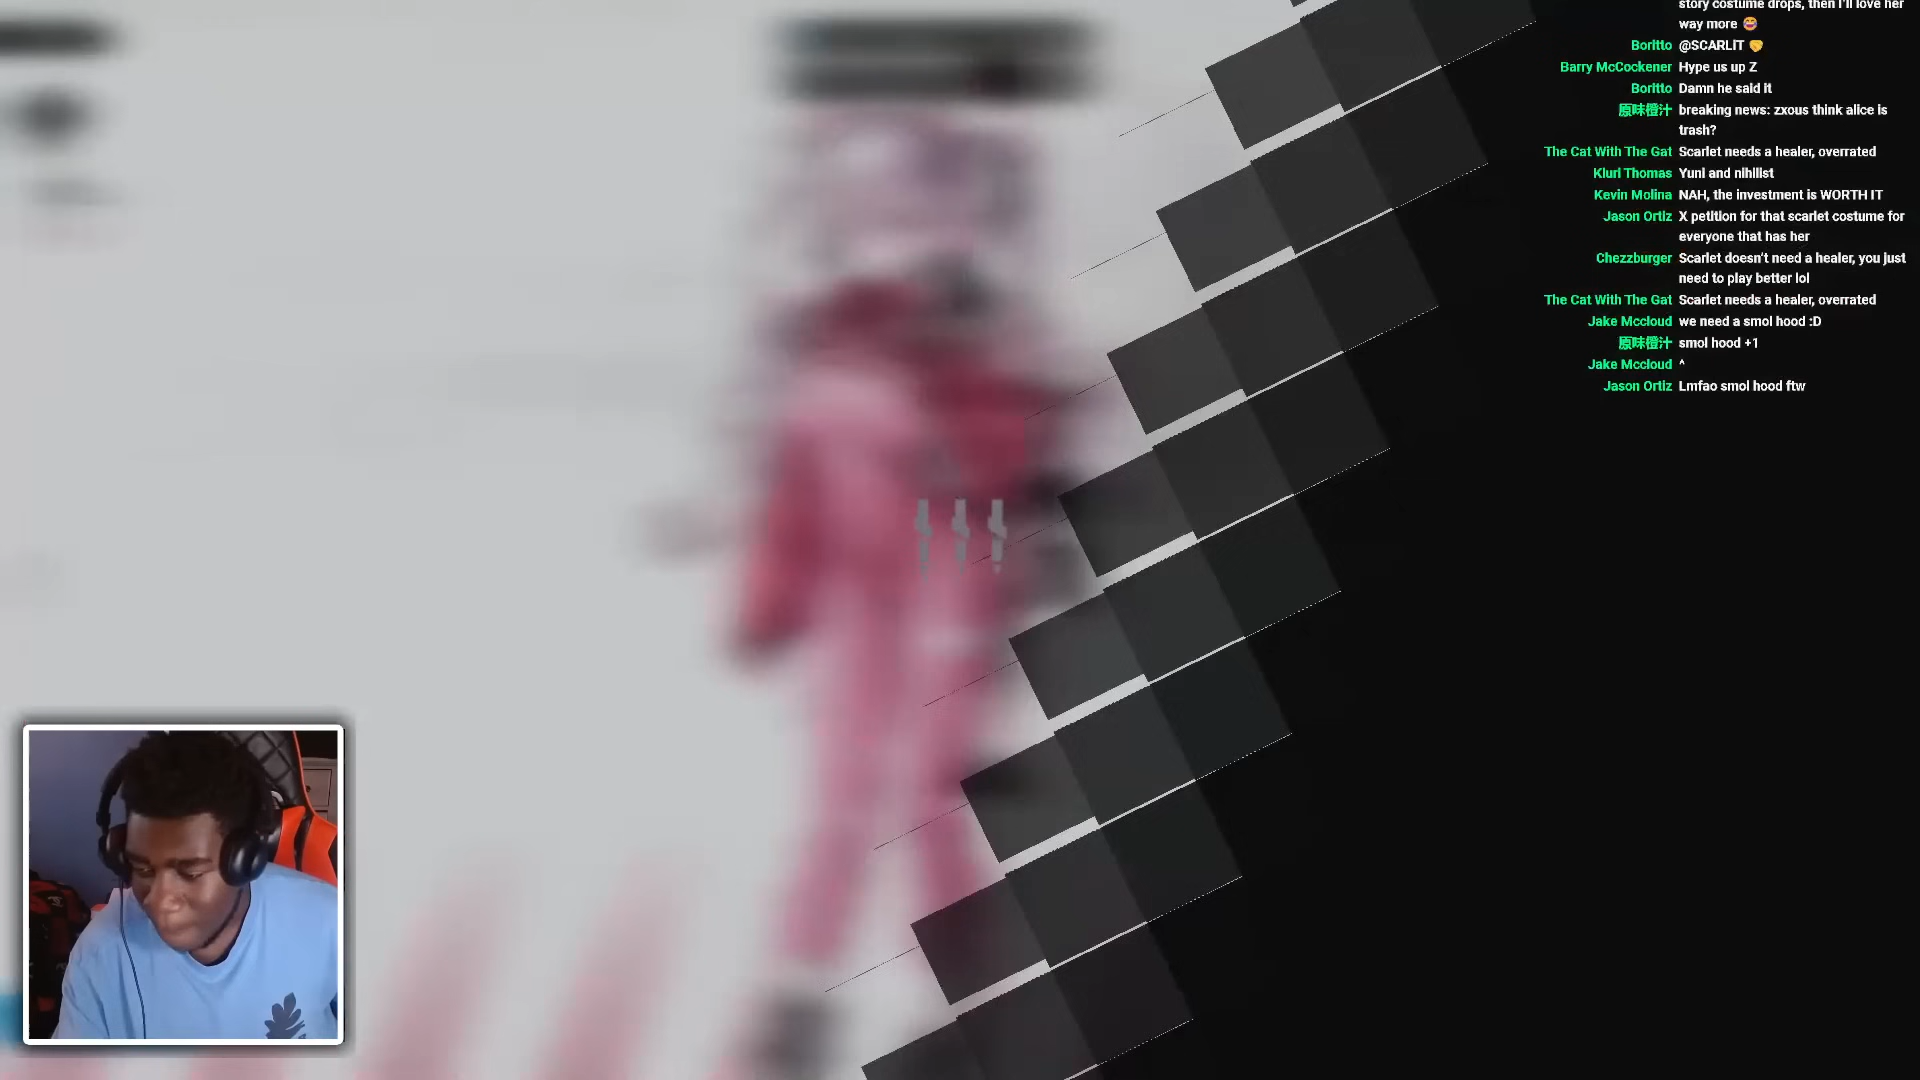 story costume drops, then I'll love her
way more 😂
Boritto @SCARLIT 🤜
Barry McCockener Hype us up Z
Boritto Damn he said it
原味橙汁 breaking news: zxous think alice is
trash?
The Cat With The Gat Scarlet needs a healer, overrated
Kluri Thomas Yuni and nihilist
Kevin Molina NAH, the investment is WORTH IT
Jason Ortiz X petition for that scarlet costume for
everyone that has her
Chezzburger Scarlet doesn't need a healer, you just
need to play better lol
The Cat With The Gat Scarlet needs a healer, overrated
Jake Mccloud we need a smol hood :D
原味橙汁 smol hood +1
Jake Mccloud ^
Jason Ortiz Lmfao smol hood ftw